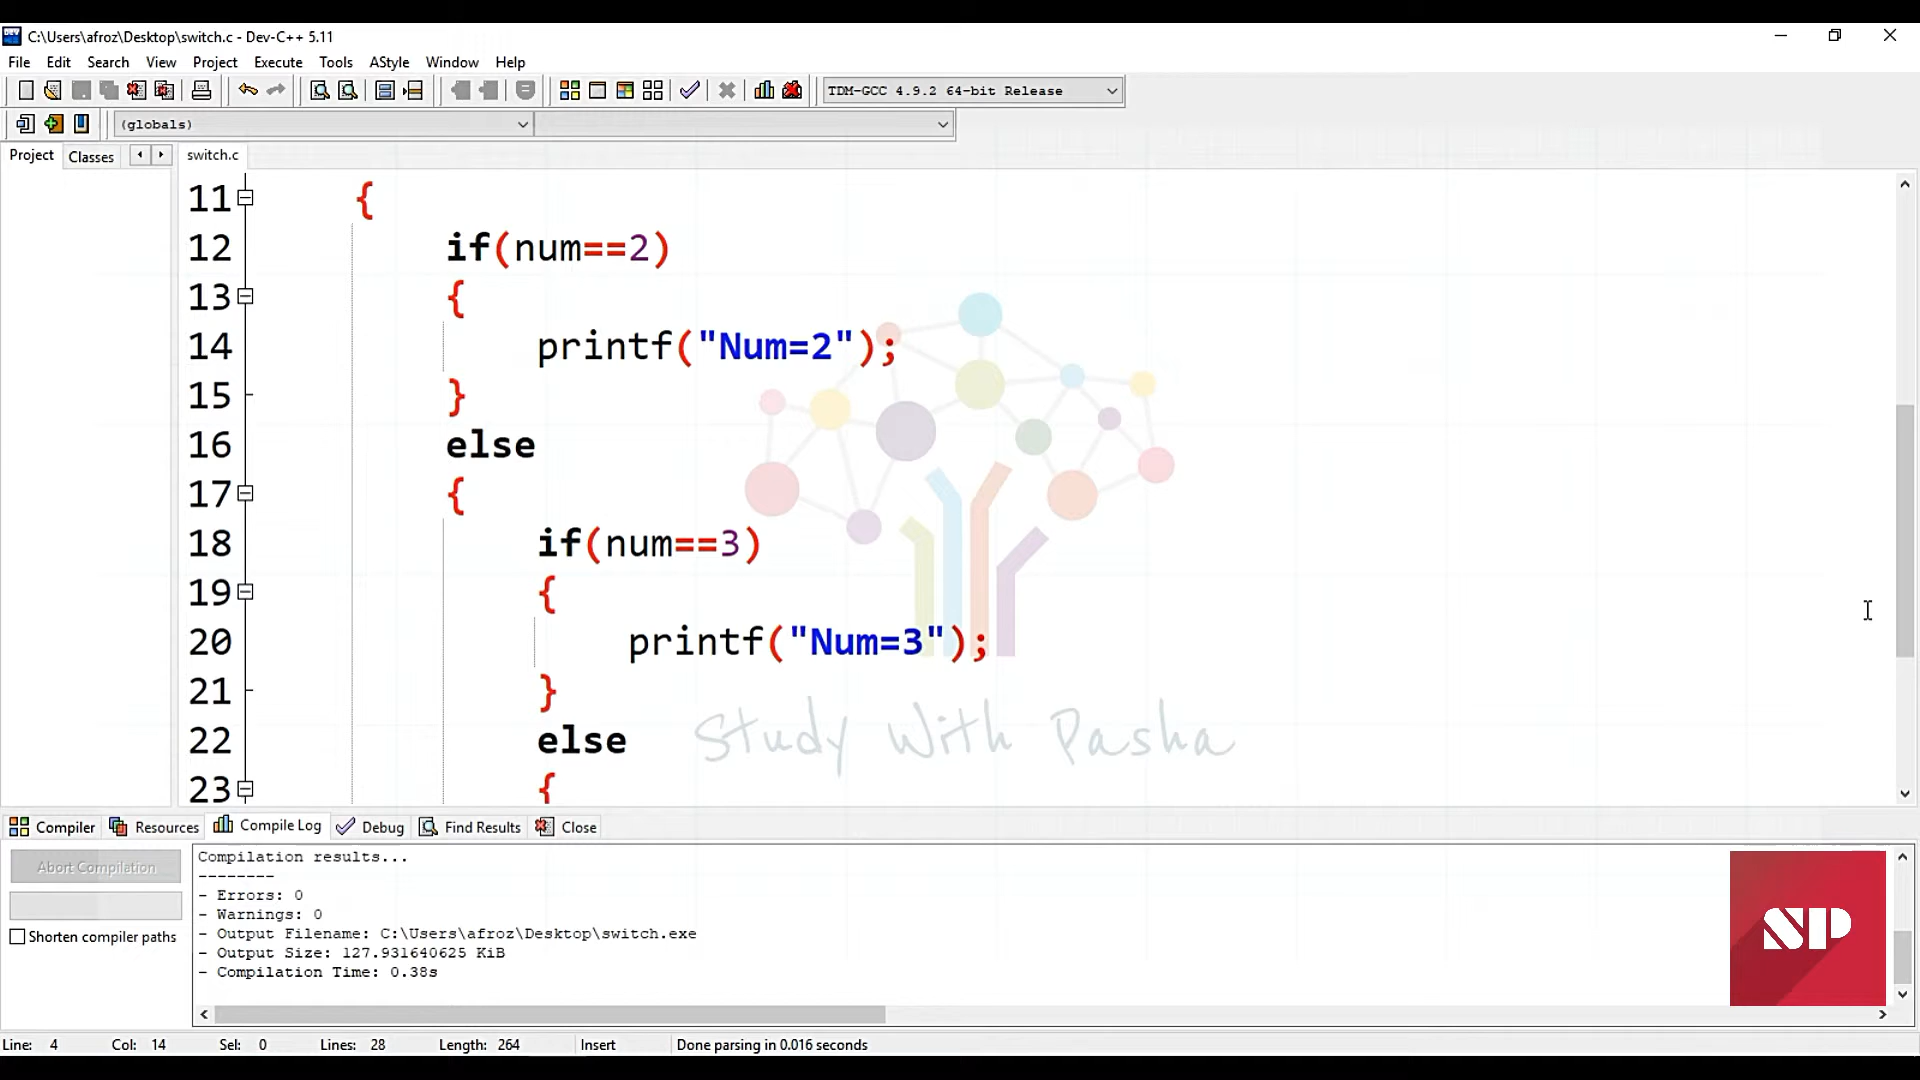 C:\Users\afroz\Desktop\switch.c - Dev-C++ 5.11
File Edit Search View Project Execute Tools AStyle Window Help
TDM-GCC 4.9.2 64-bit Release
(globals)
Project Classes switch.c
11 {
12 if(num==2)
13 {
14 printf("Num=2");
15 }
16 else
17 {
18 if(num==3)
19 {
20 printf("Num=3");
21 }
22 else
23 {
Study With Pasha
Compiler Resources Compile Log Debug Find Results Close
Abort Compilation
Shorten compiler paths
Compilation results...
--------
- Errors: 0
- Warnings: 0
- Output Filename: C:\Users\afroz\Desktop\switch.exe
- Output Size: 127.931640625 KiB
- Compilation Time: 0.38s
SP
Line: 4 Col: 14 Sel: 0 Lines: 28 Length: 264 Insert Done parsing in 0.016 seconds